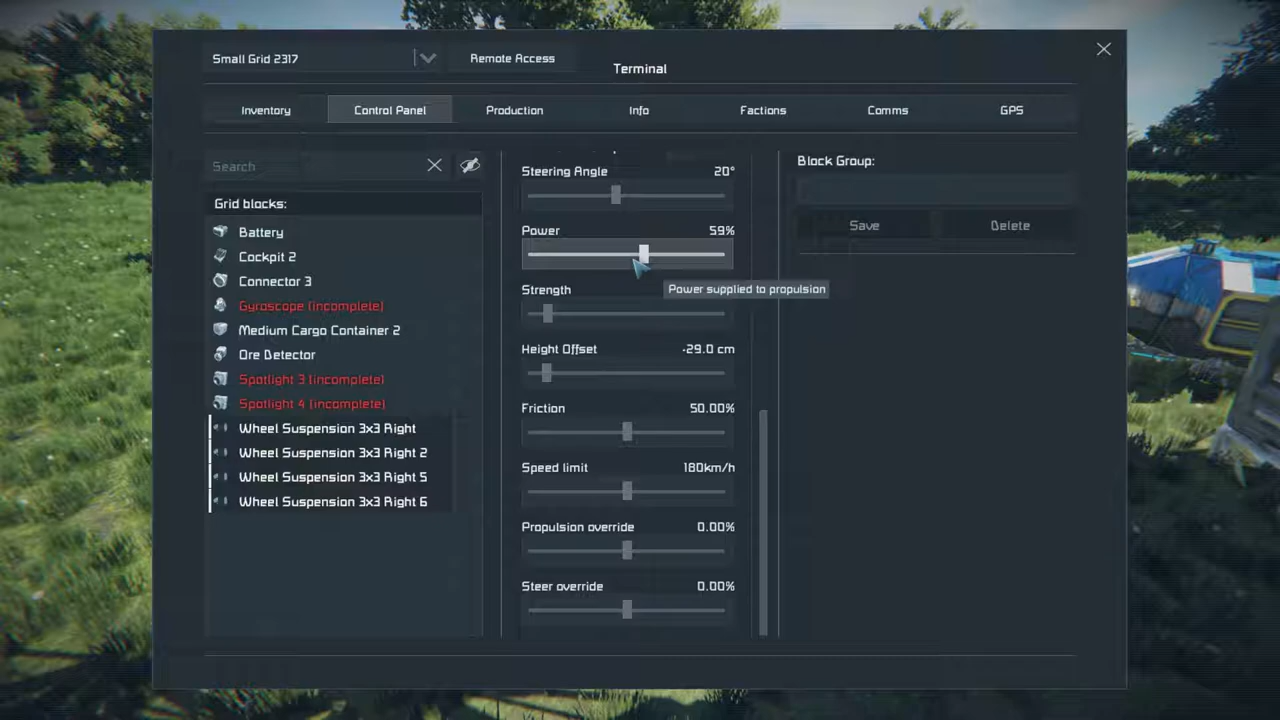 Small Grid 2317
Remote Access
Terminal
Inventory
Control Panel
Production
Info
Factions
Comms
GPS
Search
Grid blocks:
Battery
Cockpit 2
Connector 3
Gyroscope (incomplete)
Medium Cargo Container 2
Ore Detector
Spotlight 3 (incomplete)
Spotlight 4 (incomplete)
Wheel Suspension 3x3 Right
Wheel Suspension 3x3 Right 2
Wheel Suspension 3x3 Right 5
Wheel Suspension 3x3 Right 6
Steering Angle 20°
Power 59%
Power supplied to propulsion
Strength
Height Offset -29.0 cm
Friction 50.00%
Speed limit 180km/h
Propulsion override 0.00%
Steer override 0.00%
Block Group:
Save
Delete